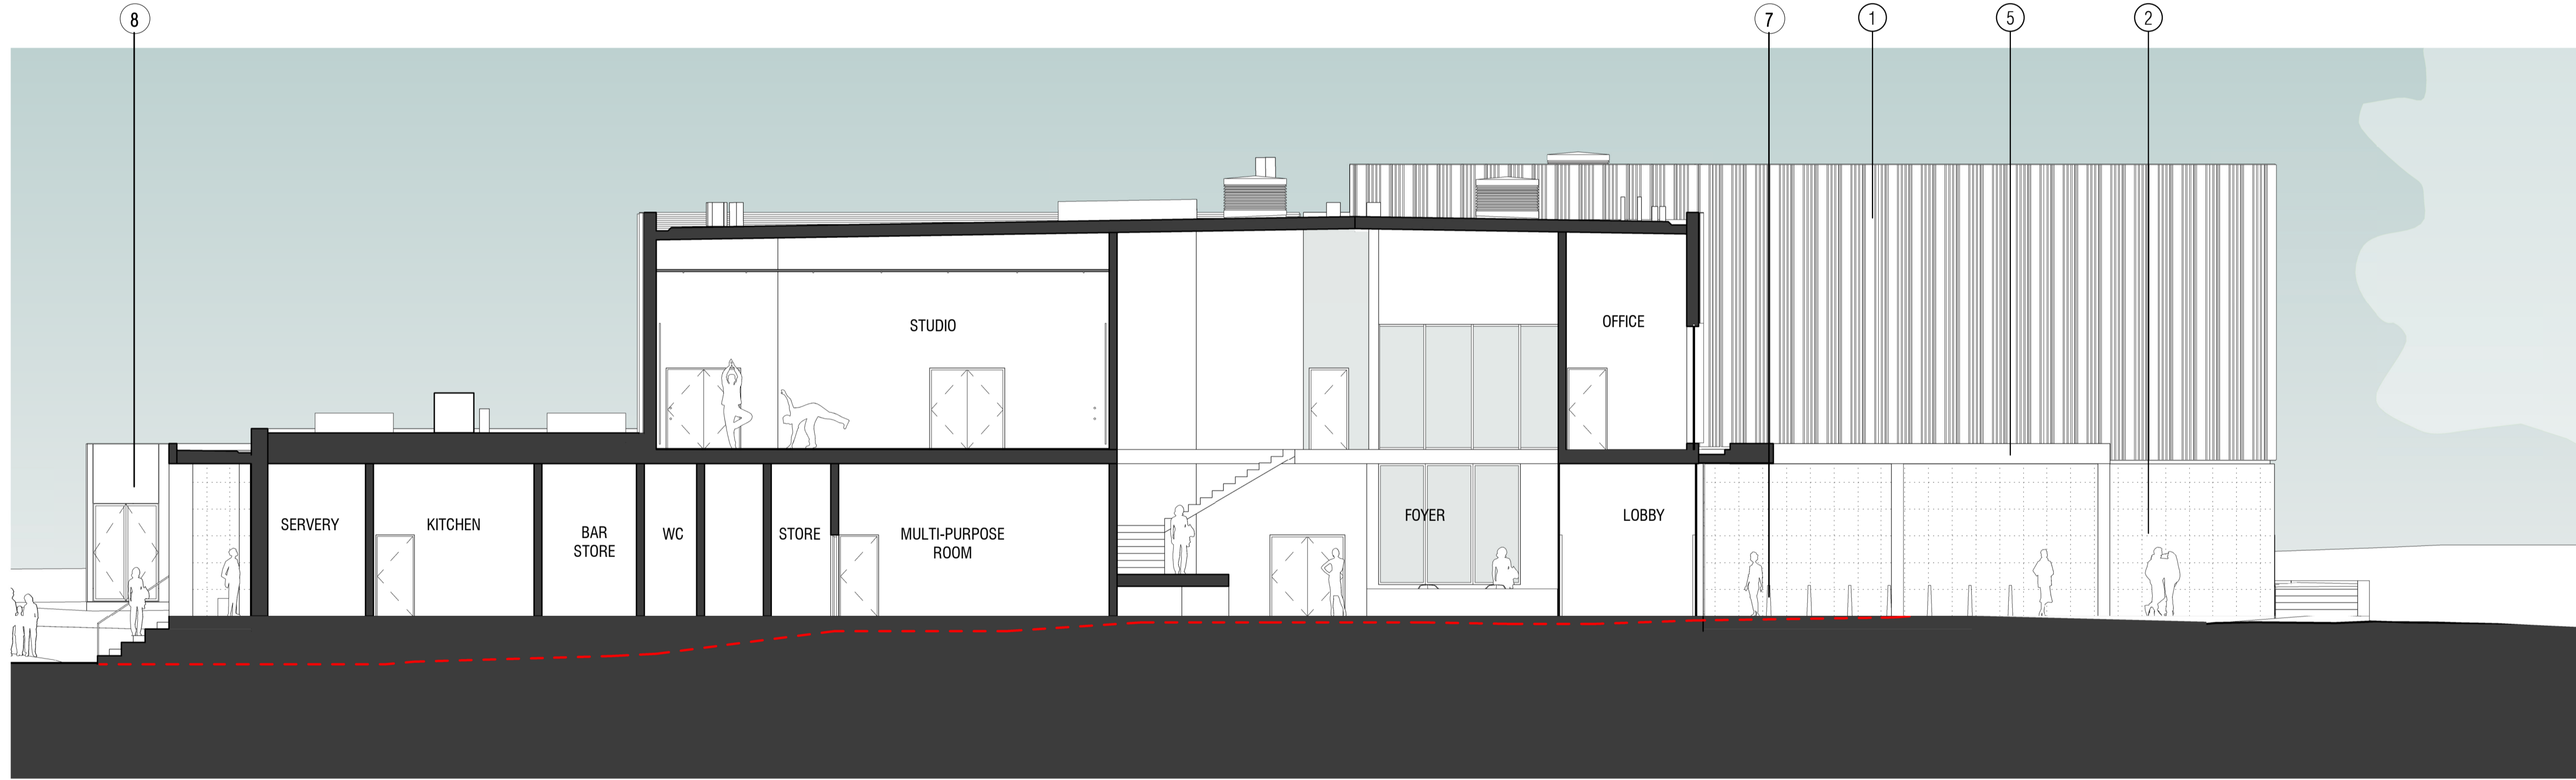 8
7
1
5
2
STUDIO
OFFICE
SERVERY
KITCHEN
BAR
STORE
WC
STORE
MULTI-PURPOSE
ROOM
FOYER
LOBBY